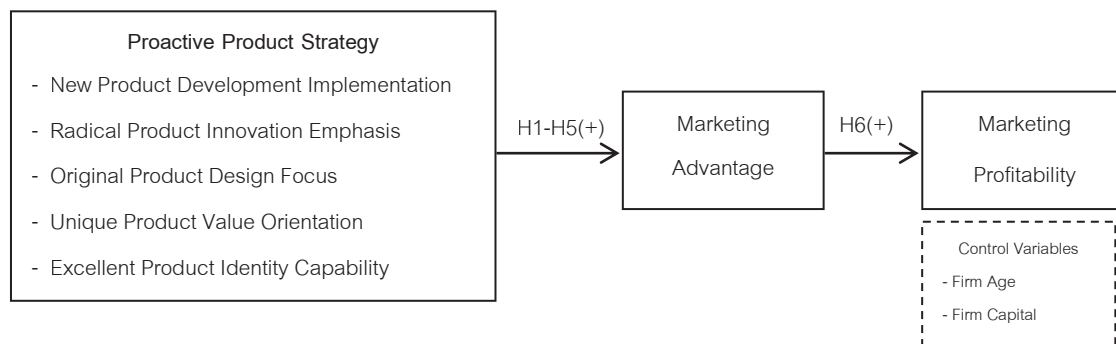 Proactive Product Strategy
- New Product Development Implementation
- Radical Product Innovation Emphasis
- Original Product Design Focus
- Unique Product Value Orientation
- Excellent Product Identity Capability
H1-H5(+)
Marketing
Advantage
H6(+)
Marketing
Profitability
Control Variables
- Firm Age
- Firm Capital